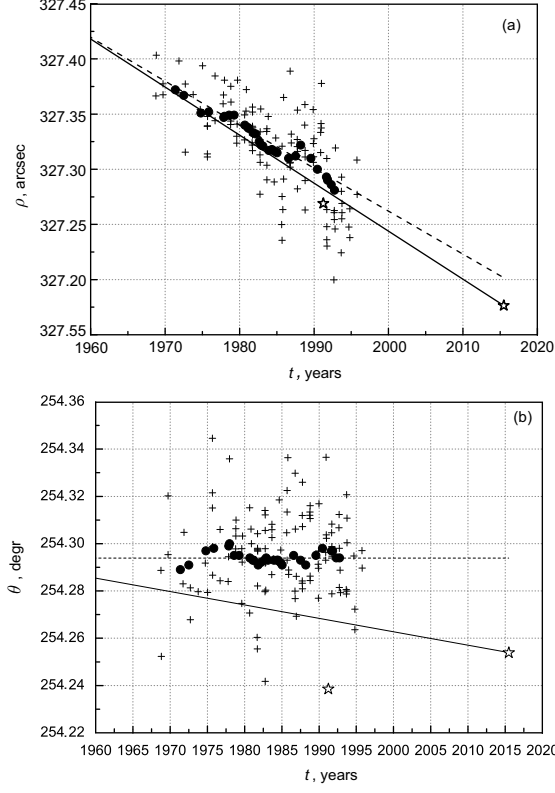 327.45
(a)
327.40
327.35
327.30
327.25
327.20
327.55
ρ, arcsec
1960 1970 1980 1990 2000 2010 2020
t, years
254.36
(b)
254.34
254.32
254.30
254.28
254.26
254.24
254.22
θ, degr
1960 1965 1970 1975 1980 1985 1990 1995 2000 2005 2010 2015 2020
t, years